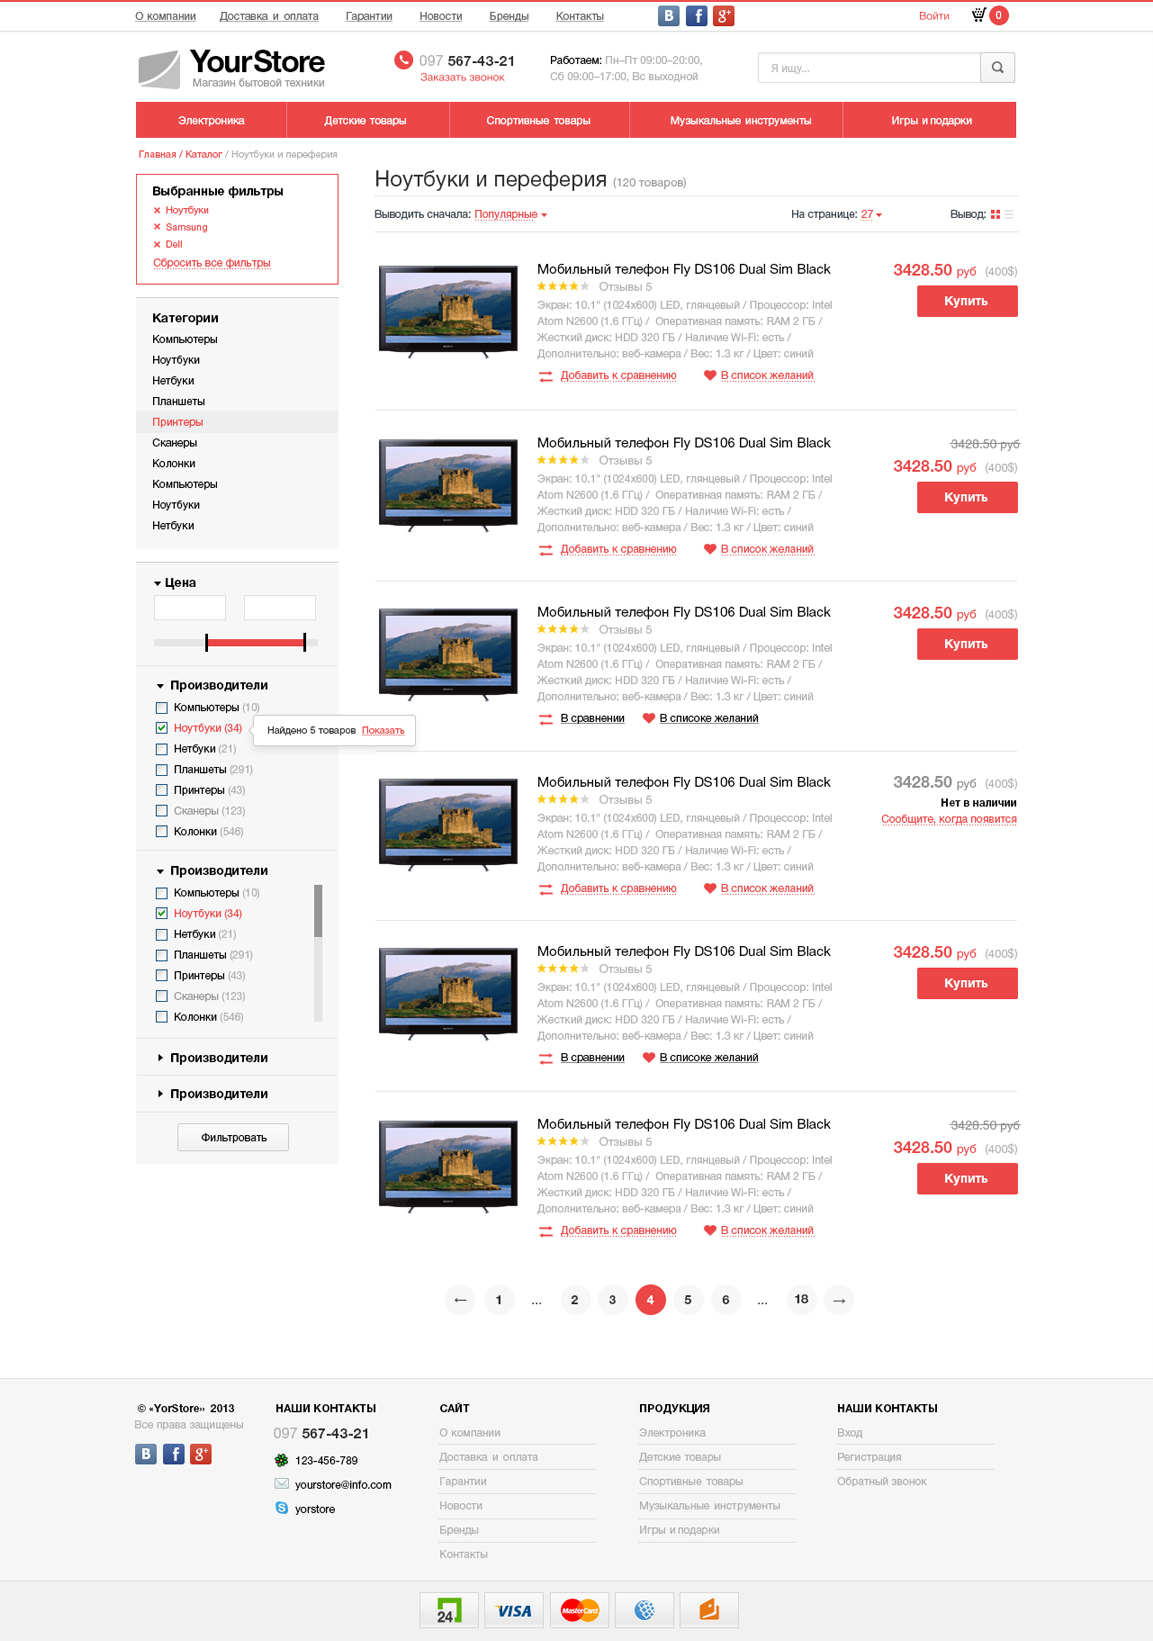 О компании Доставка и оплата Гарантии Новости Бренды Контакты В f g+ Войти 0
YourStore
Магазин бытовой техники
097 567-43-21
Заказать звонок
Работаем: Пн–Пт 09:00–20:00,
Сб 09:00–17:00, Вс выходной
Я ищу...
Электроника Детские товары Спортивные товары Музыкальные инструменты Игры и подарки
Главная / Каталог / Ноутбуки и переферия
Выбранные фильтры
Ноутбуки
Samsung
Dell
Сбросить все фильтры
Категории
Компьютеры
Ноутбуки
Нетбуки
Планшеты
Принтеры
Сканеры
Колонки
Компьютеры
Ноутбуки
Нетбуки
Цена
Производители
Компьютеры (10)
Ноутбуки (34)
Найдено 5 товаров Показать
Нетбуки (21)
Планшеты (291)
Принтеры (43)
Сканеры (123)
Колонки (546)
Производители
Компьютеры (10)
Ноутбуки (34)
Нетбуки (21)
Планшеты (291)
Принтеры (43)
Сканеры (123)
Колонки (546)
Производители
Производители
Фильтровать
Ноутбуки и переферия (120 товаров)
Выводить сначала: Популярные На странице: 27 Вывод:
Мобильный телефон Fly DS106 Dual Sim Black
Отзывы 5
Экран: 10.1" (1024x600) LED, глянцевый / Процессор: Intel
Atom N2600 (1.6 ГГц) / Оперативная память: RAM 2 ГБ /
Жесткий диск: HDD 320 ГБ / Наличие Wi-Fi: есть /
Дополнительно: веб-камера / Вес: 1.3 кг / Цвет: синий
Добавить к сравнению В список желаний
3428.50 руб (400$)
Купить
Мобильный телефон Fly DS106 Dual Sim Black
Отзывы 5
Экран: 10.1" (1024x600) LED, глянцевый / Процессор: Intel
Atom N2600 (1.6 ГГц) / Оперативная память: RAM 2 ГБ /
Жесткий диск: HDD 320 ГБ / Наличие Wi-Fi: есть /
Дополнительно: веб-камера / Вес: 1.3 кг / Цвет: синий
Добавить к сравнению В список желаний
3428.50 руб
3428.50 руб (400$)
Купить
Мобильный телефон Fly DS106 Dual Sim Black
Отзывы 5
Экран: 10.1" (1024x600) LED, глянцевый / Процессор: Intel
Atom N2600 (1.6 ГГц) / Оперативная память: RAM 2 ГБ /
Жесткий диск: HDD 320 ГБ / Наличие Wi-Fi: есть /
Дополнительно: веб-камера / Вес: 1.3 кг / Цвет: синий
В сравнении В списоке желаний
3428.50 руб (400$)
Купить
Мобильный телефон Fly DS106 Dual Sim Black
Отзывы 5
Экран: 10.1" (1024x600) LED, глянцевый / Процессор: Intel
Atom N2600 (1.6 ГГц) / Оперативная память: RAM 2 ГБ /
Жесткий диск: HDD 320 ГБ / Наличие Wi-Fi: есть /
Дополнительно: веб-камера / Вес: 1.3 кг / Цвет: синий
Добавить к сравнению В список желаний
3428.50 руб (400$)
Нет в наличии
Сообщите, когда появится
Мобильный телефон Fly DS106 Dual Sim Black
Отзывы 5
Экран: 10.1" (1024x600) LED, глянцевый / Процессор: Intel
Atom N2600 (1.6 ГГц) / Оперативная память: RAM 2 ГБ /
Жесткий диск: HDD 320 ГБ / Наличие Wi-Fi: есть /
Дополнительно: веб-камера / Вес: 1.3 кг / Цвет: синий
В сравнении В списоке желаний
3428.50 руб (400$)
Купить
Мобильный телефон Fly DS106 Dual Sim Black
Отзывы 5
Экран: 10.1" (1024x600) LED, глянцевый / Процессор: Intel
Atom N2600 (1.6 ГГц) / Оперативная память: RAM 2 ГБ /
Жесткий диск: HDD 320 ГБ / Наличие Wi-Fi: есть /
Дополнительно: веб-камера / Вес: 1.3 кг / Цвет: синий
Добавить к сравнению В список желаний
3428.50 руб
3428.50 руб (400$)
Купить
← 1 ... 2 3 4 5 6 ... 18 →
© «YorStore» 2013
Все права защищены
В f g+
НАШИ КОНТАКТЫ
097 567-43-21
123-456-789
yourstore@info.com
yorstore
САЙТ
О компании
Доставка и оплата
Гарантии
Новости
Бренды
Контакты
ПРОДУКЦИЯ
Электроника
Детские товары
Спортивные товары
Музыкальные инструменты
Игры и подарки
НАШИ КОНТАКТЫ
Вход
Регистрация
Обратный звонок
24 VISA MasterCard